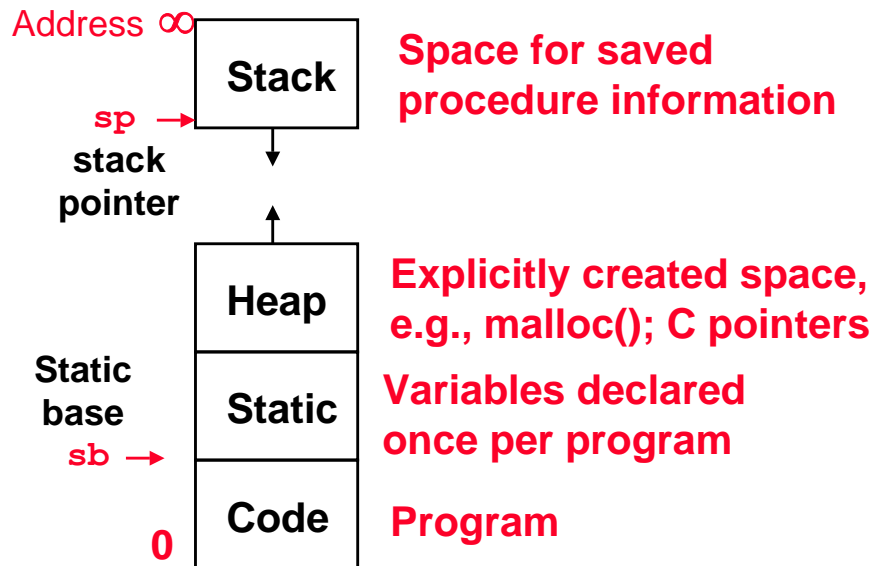 Address ∞
Stack
Space for saved
procedure information
sp
stack
pointer
Heap
Explicitly created space,
e.g., malloc(); C pointers
Static
base
sb
Static
Variables declared
once per program
Code
Program
0